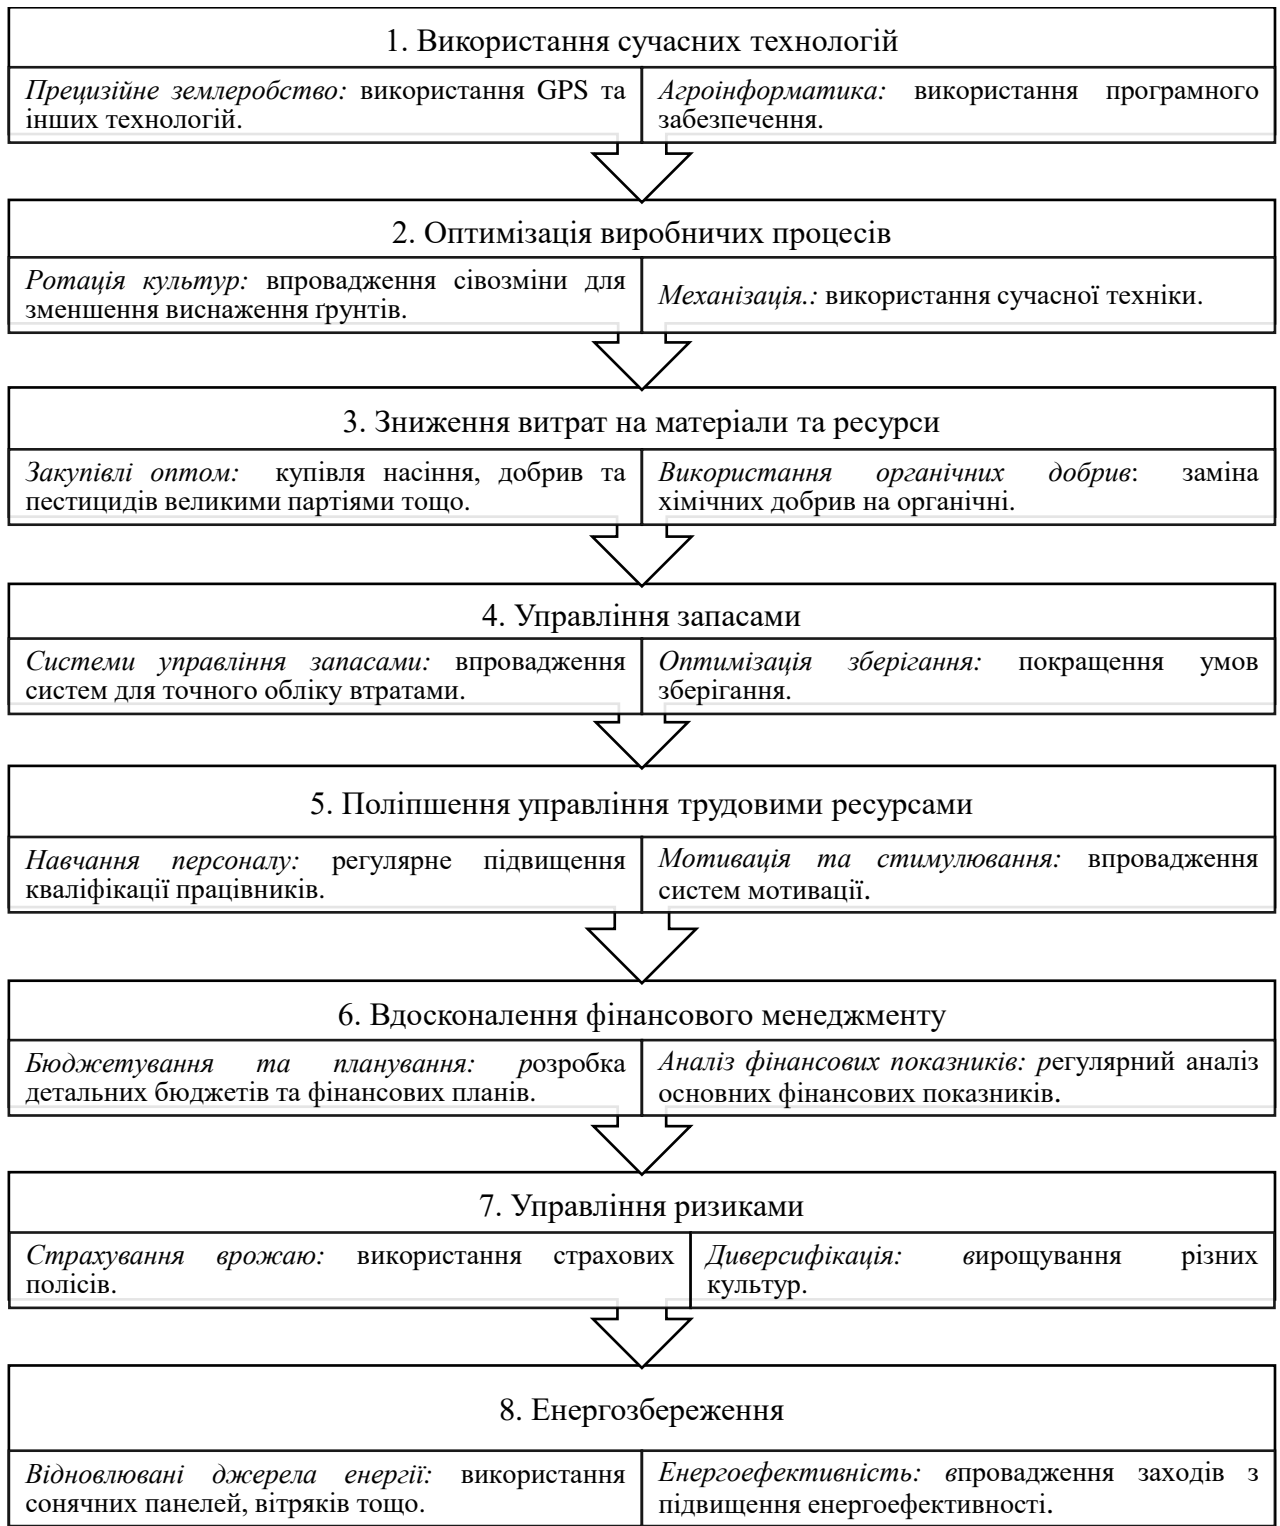 1. Використання сучасних технологій
Прецизійне землеробство: використання GPS та
інших технологій.
Агроінформатика: використання програмного
забезпечення.
2. Оптимізація виробничих процесів
Ротація культур: впровадження сівозміни для
зменшення виснаження ґрунтів.
Механізація.: використання сучасної техніки.
3. Зниження витрат на матеріали та ресурси
Закупівлі оптом: купівля насіння, добрив та
пестицидів великими партіями тощо.
Використання органічних добрив: заміна
хімічних добрив на органічні.
4. Управління запасами
Системи управління запасами: впровадження
систем для точного обліку втратами.
Оптимізація зберігання: покращення умов
зберігання.
5. Поліпшення управління трудовими ресурсами
Навчання персоналу: регулярне підвищення
кваліфікації працівників.
Мотивація та стимулювання: впровадження
систем мотивації.
6. Вдосконалення фінансового менеджменту
Бюджетування та планування: розробка
детальних бюджетів та фінансових планів.
Аналіз фінансових показників: регулярний аналіз
основних фінансових показників.
7. Управління ризиками
Страхування врожаю: використання страхових
полісів.
Диверсифікація: вирощування різних
культур.
8. Енергозбереження
Відновлювані джерела енергії: використання
сонячних панелей, вітряків тощо.
Енергоефективність: впровадження заходів з
підвищення енергоефективності.